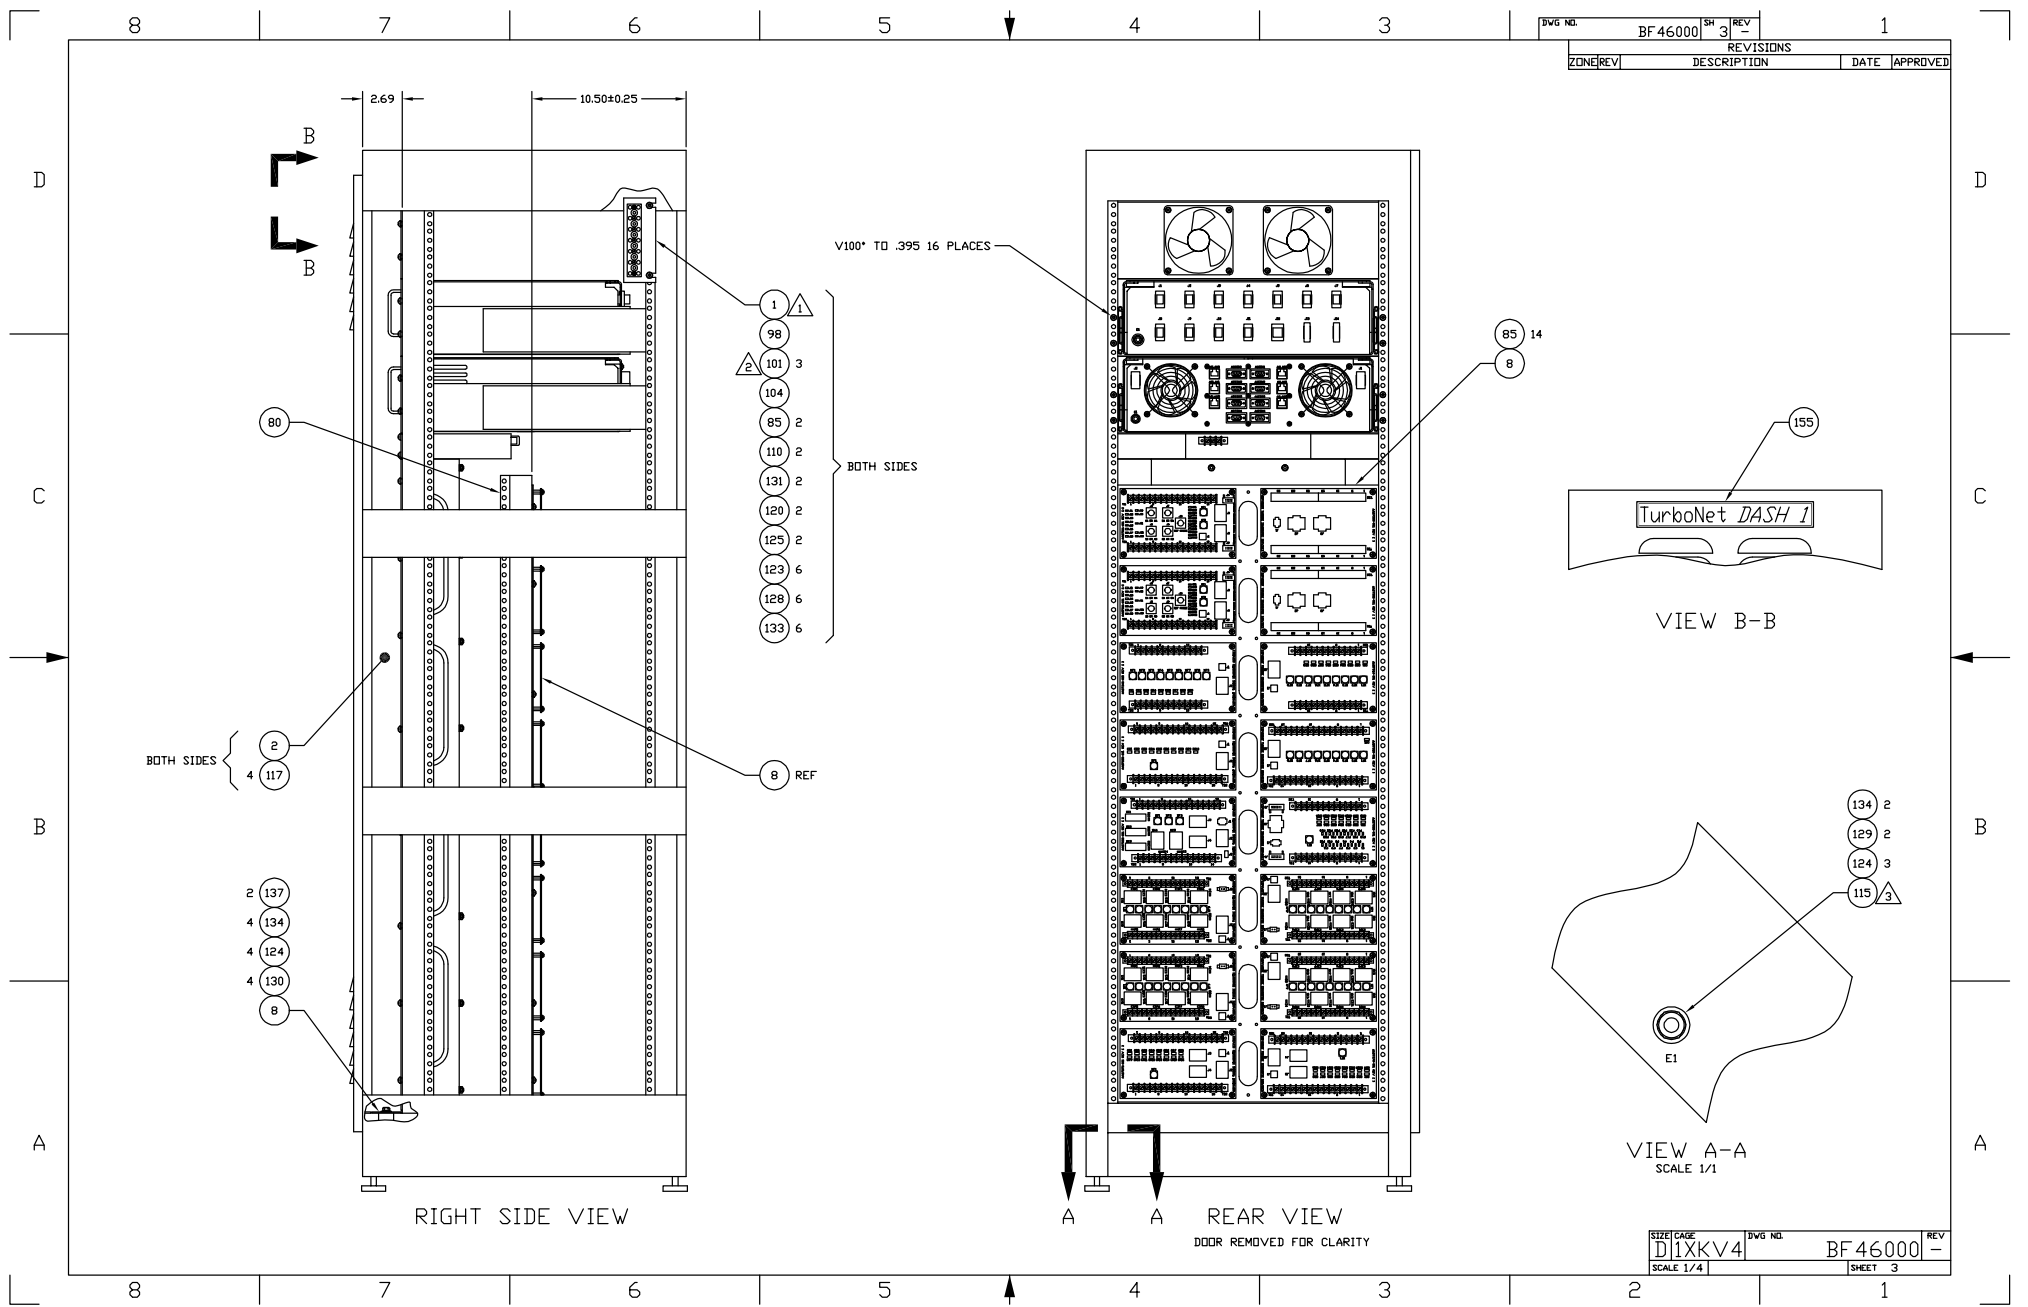 8 7 6 5 4 3 1
DWG NO. BF46000 SH 3 REV -
REVISIONS
ZONE REV DESCRIPTION DATE APPROVED
2.69
10.50±0.25
B
B
D D
V100° TO .395 16 PLACES
1 1
98
2 101 3
104
85 2
110 2
131 2
120 2
125 2
123 6
128 6
133 6
BOTH SIDES
85 14
8
80
155
C C
TurboNet DASH 1
VIEW B-B
BOTH SIDES
2
4 117
8 REF
B B
134 2
129 2
124 3
115 3
2 137
4 134
4 124
4 130
8
E1
A A
VIEW A-A
SCALE 1/1
RIGHT SIDE VIEW
A A
REAR VIEW
DOOR REMOVED FOR CLARITY
SIZE D CAGE 1XKV4 DWG NO. BF46000 REV -
SCALE 1/4 SHEET 3
8 7 6 5 4 3 2 1